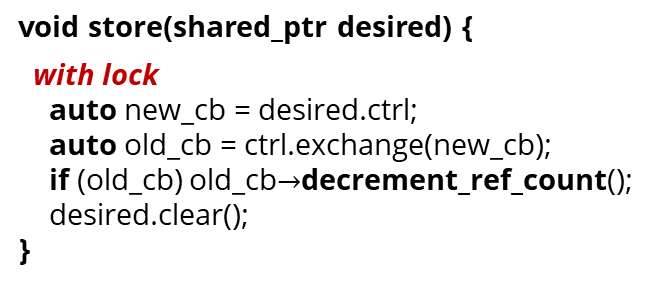 void store(shared_ptr desired) {
with lock
auto new_cb = desired.ctrl;
auto old_cb = ctrl.exchange(new_cb);
if (old_cb) old_cb→decrement_ref_count();
desired.clear();
}